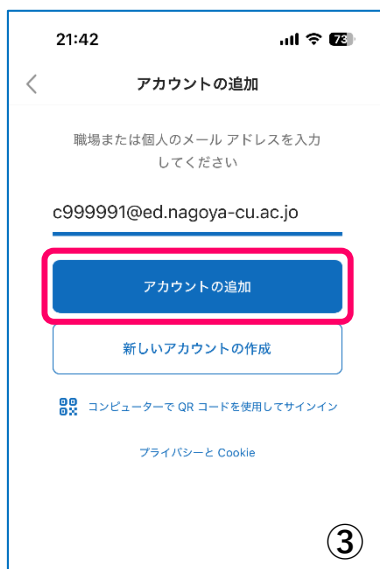 21:42
73
アカウントの追加
職場または個人のメール アドレスを入力
してください
c999991@ed.nagoya-cu.ac.jo
アカウントの追加
新しいアカウントの作成
コンピューターで QR コードを使用してサインイン
プライバシーと Cookie
③